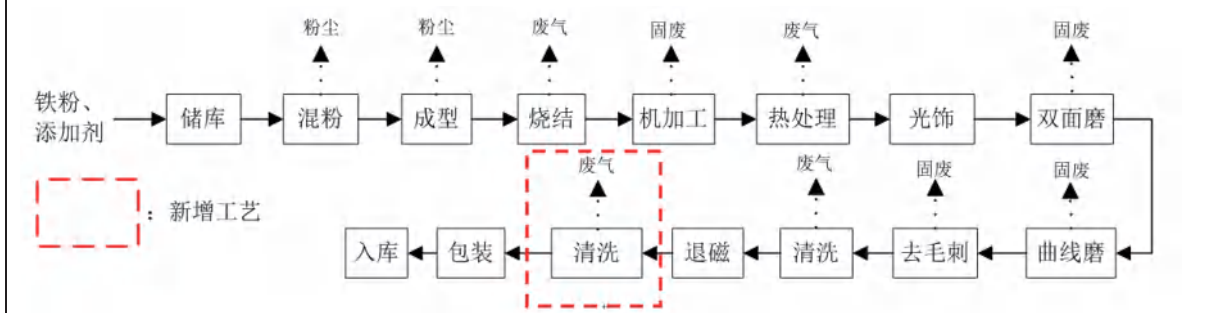 粉尘
粉尘
废气
固废
废气
固废
铁粉、
添加剂
储库
混粉
成型
烧结
机加工
热处理
光饰
双面磨
废气
废气
固废
固废
：新增工艺
入库
包装
清洗
退磁
清洗
去毛刺
曲线磨